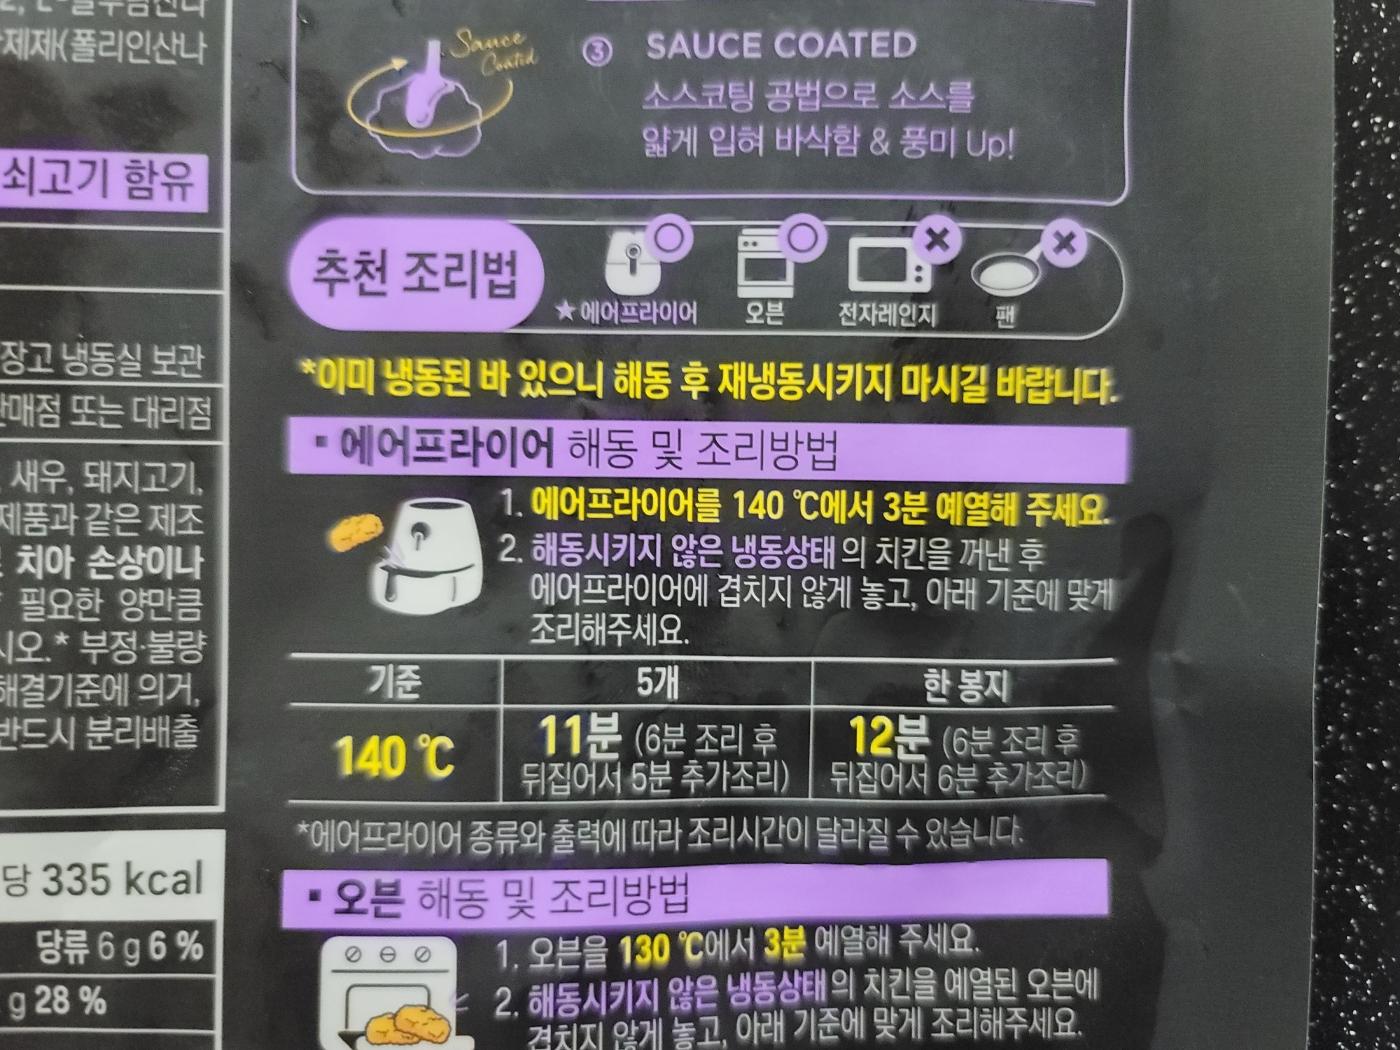 제제(폴리인산나
쇠고기 함유
장고 냉동실 보관
판매점 또는 대리점
새우, 돼지고기,
제품과 같은 제조
치아 손상이나
필요한 양만큼
시오.* 부정·불량
해결기준에 의거,
반드시 분리배출
당 335 kcal
당류 6 g 6 %
g 28 %
Sauce
Coated
③ SAUCE COATED
소스코팅 공법으로 소스를
얇게 입혀 바삭함 & 풍미 Up!
추천 조리법
★ 에어프라이어 오븐 전자레인지 팬
*이미 냉동된 바 있으니 해동 후 재냉동시키지 마시길 바랍니다.
▪ 에어프라이어 해동 및 조리방법
1. 에어프라이어를 140 ℃에서 3분 예열해 주세요.
2. 해동시키지 않은 냉동상태의 치킨을 꺼낸 후
에어프라이어에 겹치지 않게 놓고, 아래 기준에 맞게
조리해주세요.
기준 5개 한 봉지
140 ℃ 11분 (6분 조리 후 12분 (6분 조리 후
뒤집어서 5분 추가조리) 뒤집어서 6분 추가조리)
*에어프라이어 종류와 출력에 따라 조리시간이 달라질 수 있습니다.
▪ 오븐 해동 및 조리방법
1. 오븐을 130 ℃에서 3분 예열해 주세요.
2. 해동시키지 않은 냉동상태의 치킨을 예열된 오븐에
겹치지 않게 놓고, 아래 기준에 맞게 조리해주세요.